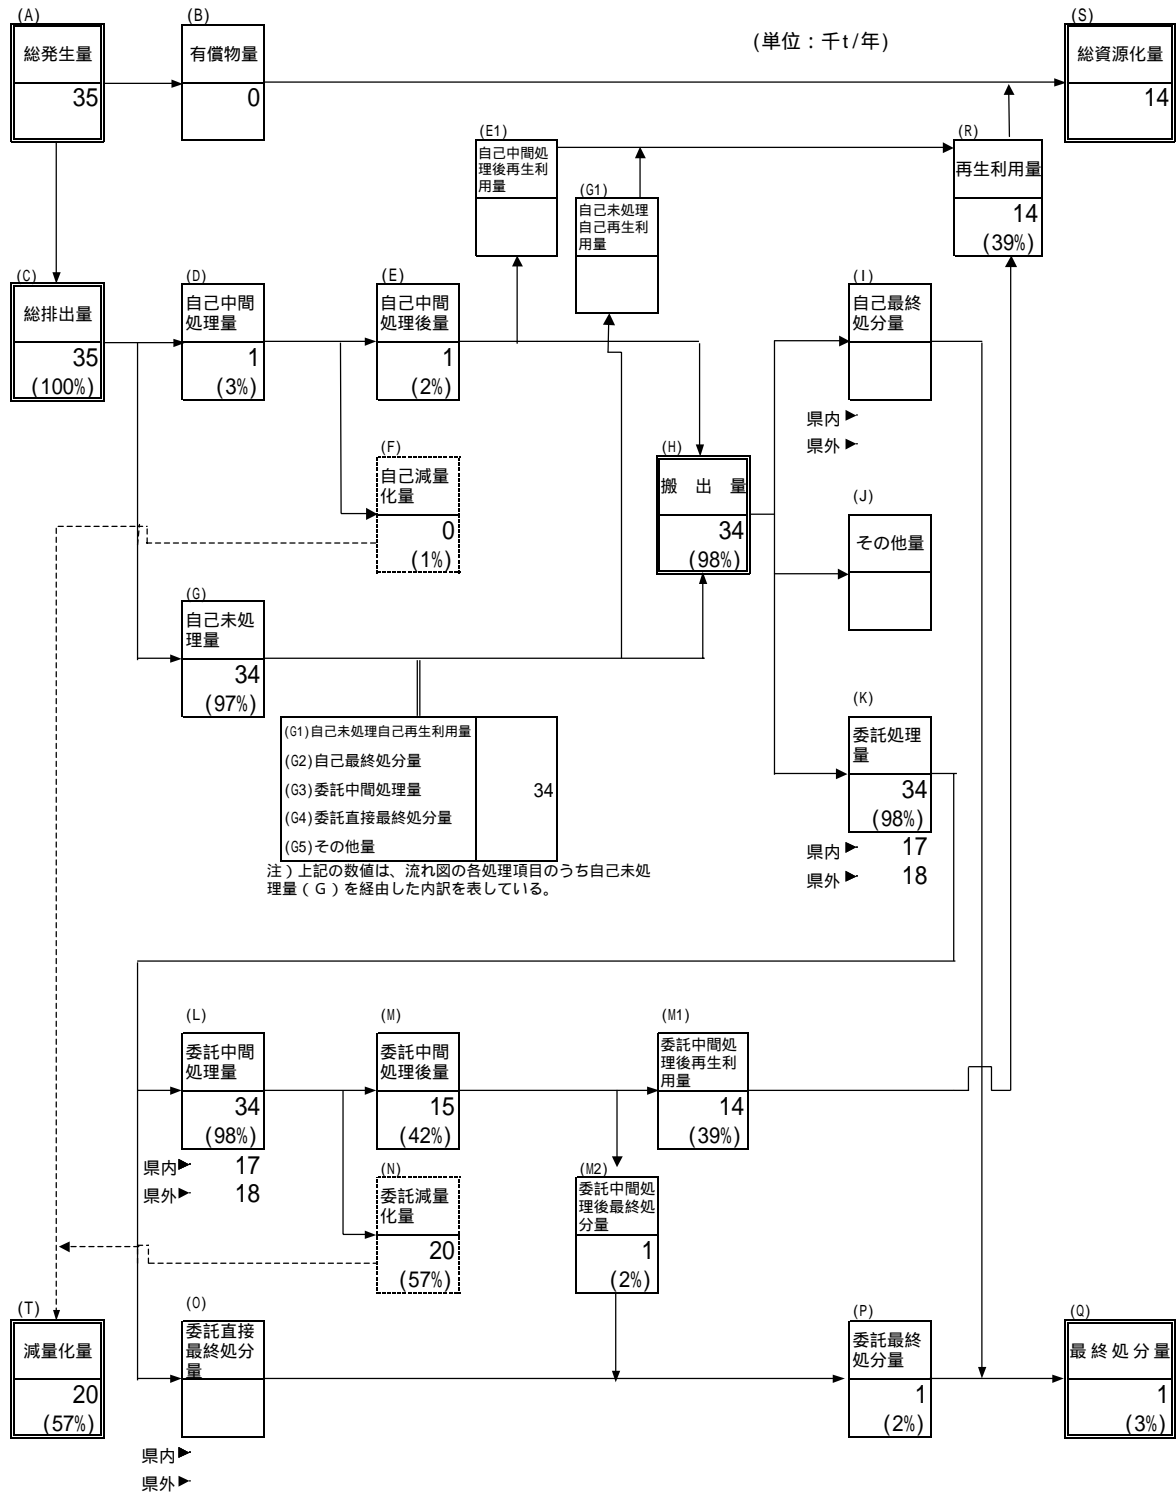 (A)
総発生量
35
(B)
有償物量
0
(単位：千t/年)
(S)
総資源化量
14
(E1)
自己中間処
理後再生利
用量
(G1)
自己未処理
自己再生利
用量
(R)
再生利用量
14
(39%)
(C)
総排出量
35
(100%)
(D)
自己中間
処理量
1
(3%)
(E)
自己中間
処理後量
1
(2%)
(I)
自己最終
処分量
県内
県外
(F)
自己減量
化量
0
(1%)
(H)
搬 出 量
34
(98%)
(J)
その他量
(G)
自己未処
理量
34
(97%)
(G1)自己未処理自己再生利用量
(G2)自己最終処分量
(G3)委託中間処理量 34
(G4)委託直接最終処分量
(G5)その他量
注）上記の数値は、流れ図の各処理項目のうち自己未処
理量（Ｇ）を経由した内訳を表している。
(K)
委託処理
量
34
(98%)
県内 17
県外 18
(L)
委託中間
処理量
34
(98%)
県内 17
県外 18
(M)
委託中間
処理後量
15
(42%)
(M1)
委託中間処
理後再生利
用量
14
(39%)
(N)
委託減量
化量
20
(57%)
(M2)
委託中間処
理後最終処
分量
1
(2%)
(T)
減量化量
20
(57%)
(O)
委託直接
最終処分
量
県内
県外
(P)
委託最終
処分量
1
(2%)
(Q)
最終処分量
1
(3%)